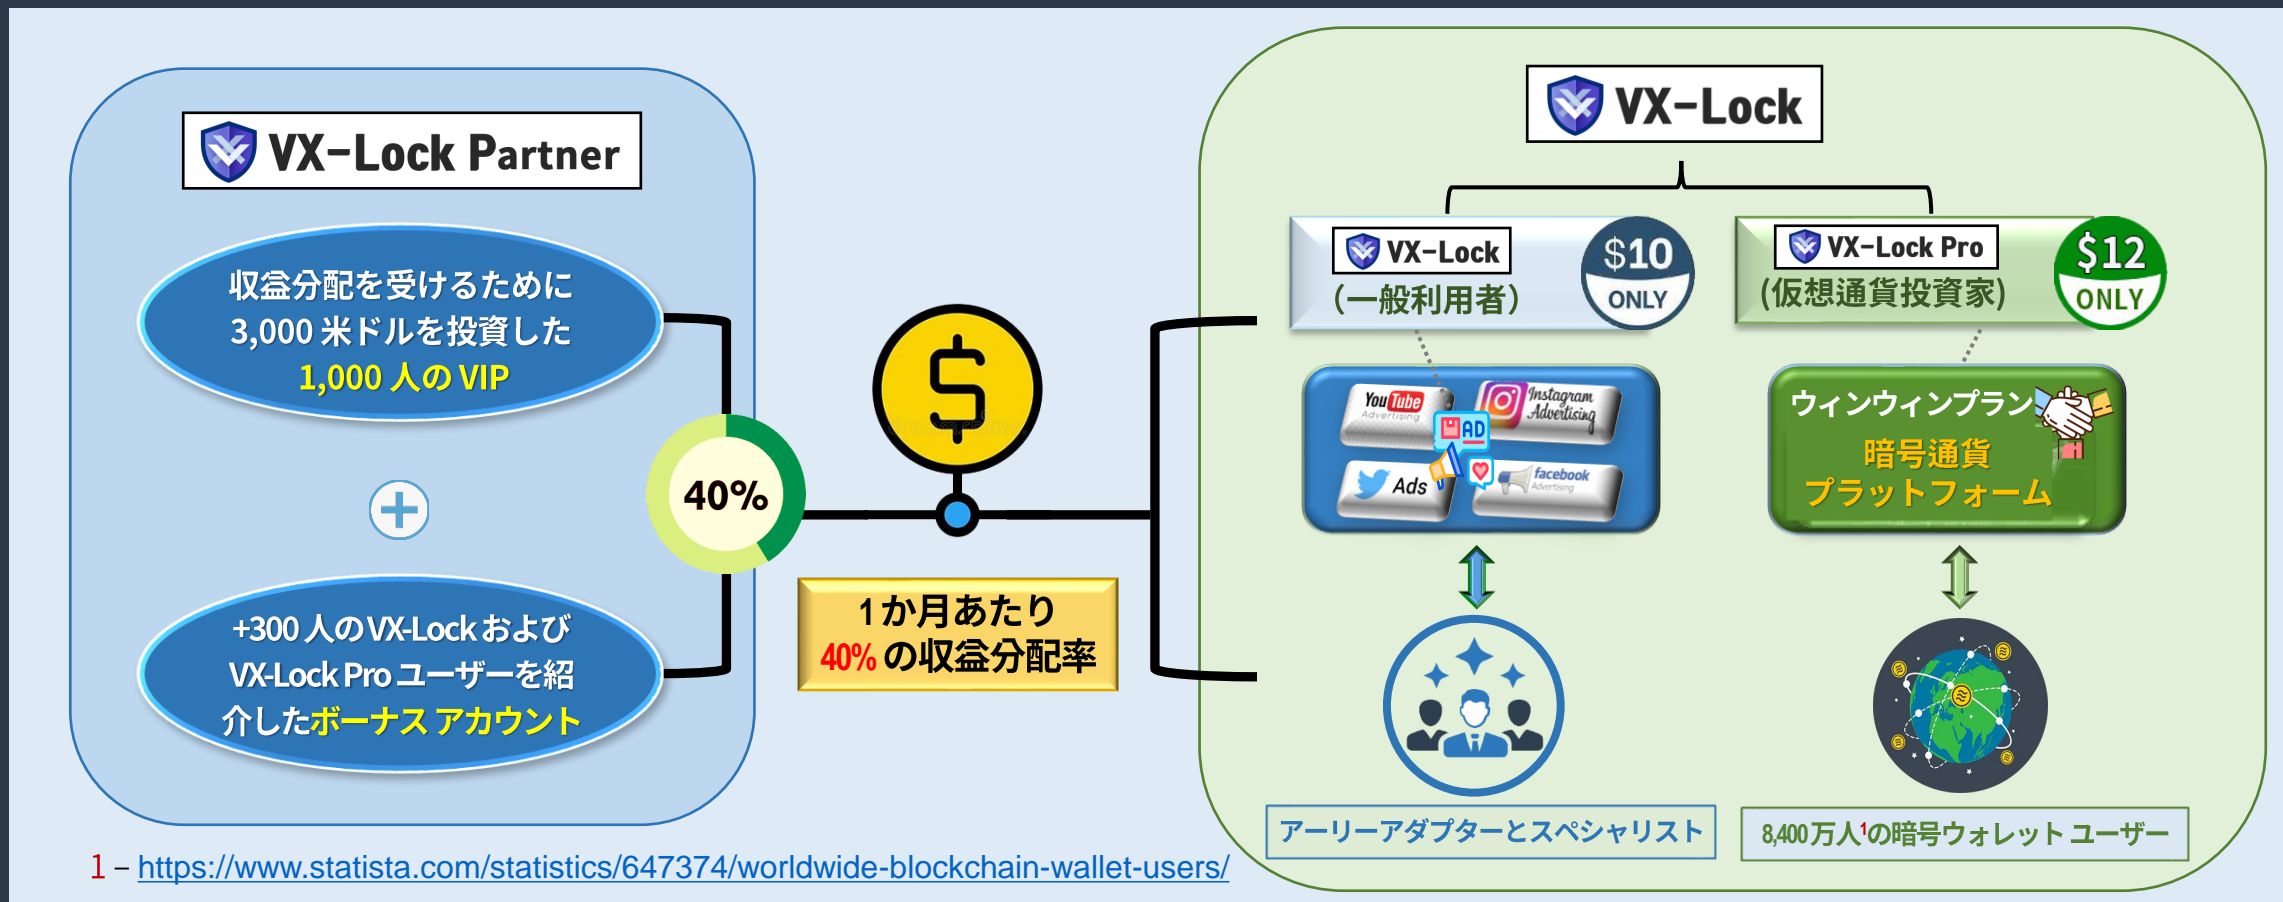 VX-Lock Partner
収益分配を受けるために
3,000 米ドルを投資した
1,000 人の VIP
+300 人のVX-Lockおよび
VX-Lock Pro ユーザーを紹
介したボーナス アカウント
40%
1か月あたり
40% の収益分配率
VX-Lock
VX-Lock
(一般利用者)
$10
ONLY
VX-Lock Pro
(仮想通貨投資家)
$12
ONLY
YouTube
Advertising
Instagram
Advertising
AD
Ads
facebook
Advertising
ウィンウィンプラン
暗号通貨
プラットフォーム
アーリーアダプターとスペシャリスト
8,400 万人1の暗号ウォレット ユーザー
1 – https://www.statista.com/statistics/647374/worldwide-blockchain-wallet-users/